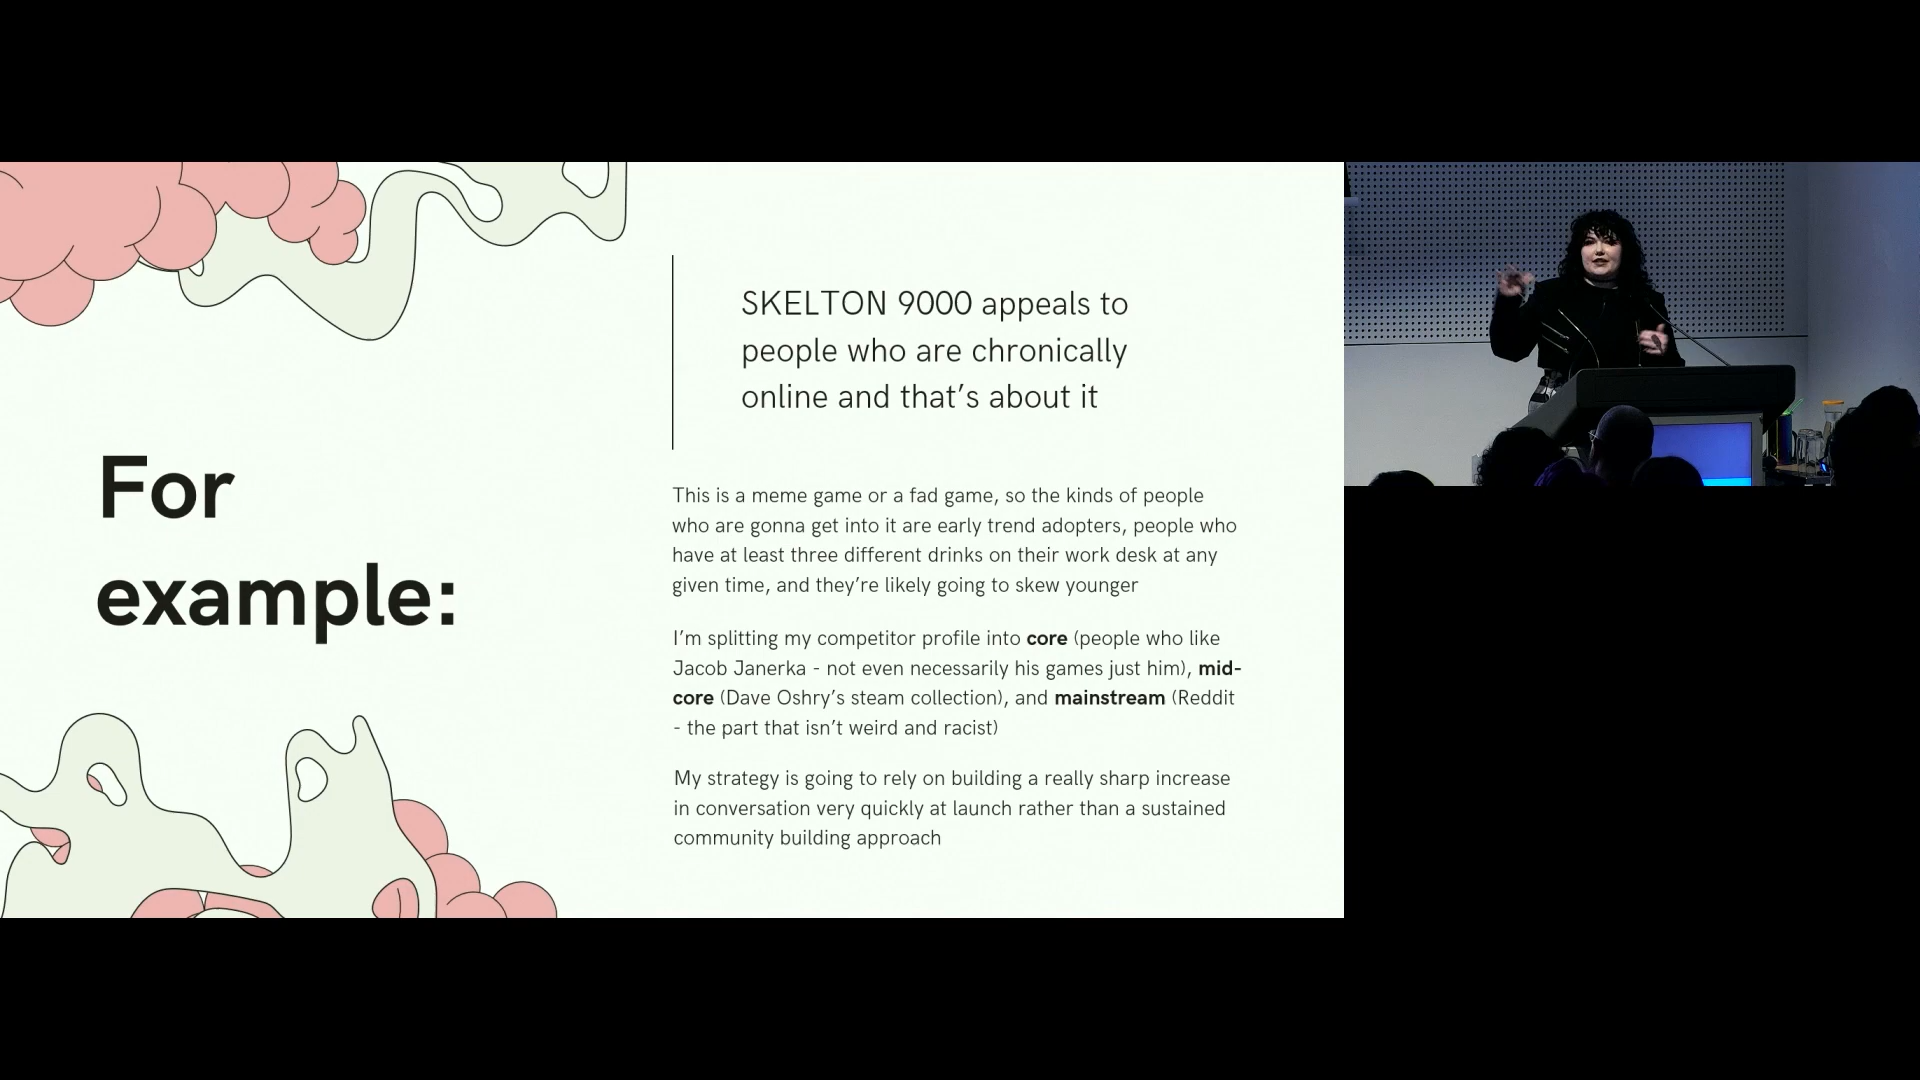 For
example:
SKELTON 9000 appeals to
people who are chronically
online and that’s about it
This is a meme game or a fad game, so the kinds of people
who are gonna get into it are early trend adopters, people who
have at least three different drinks on their work desk at any
given time, and they’re likely going to skew younger
I’m splitting my competitor profile into core (people who like
Jacob Janerka - not even necessarily his games just him), mid-
core (Dave Oshry’s steam collection), and mainstream (Reddit
- the part that isn’t weird and racist)
My strategy is going to rely on building a really sharp increase
in conversation very quickly at launch rather than a sustained
community building approach